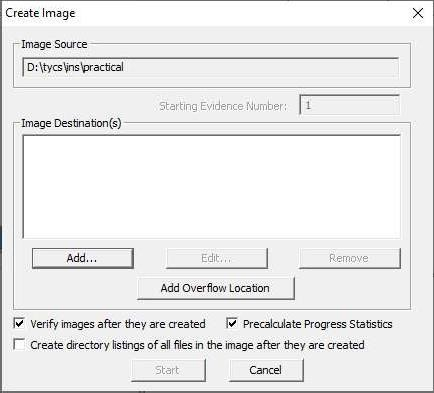 Create Image
Image Source
D:\tycs\ins\practical
Starting Evidence Number: 1
Image Destination(s)
Add... Edit... Remove
Add Overflow Location
Verify images after they are created Precalculate Progress Statistics
Create directory listings of all files in the image after they are created
Start Cancel